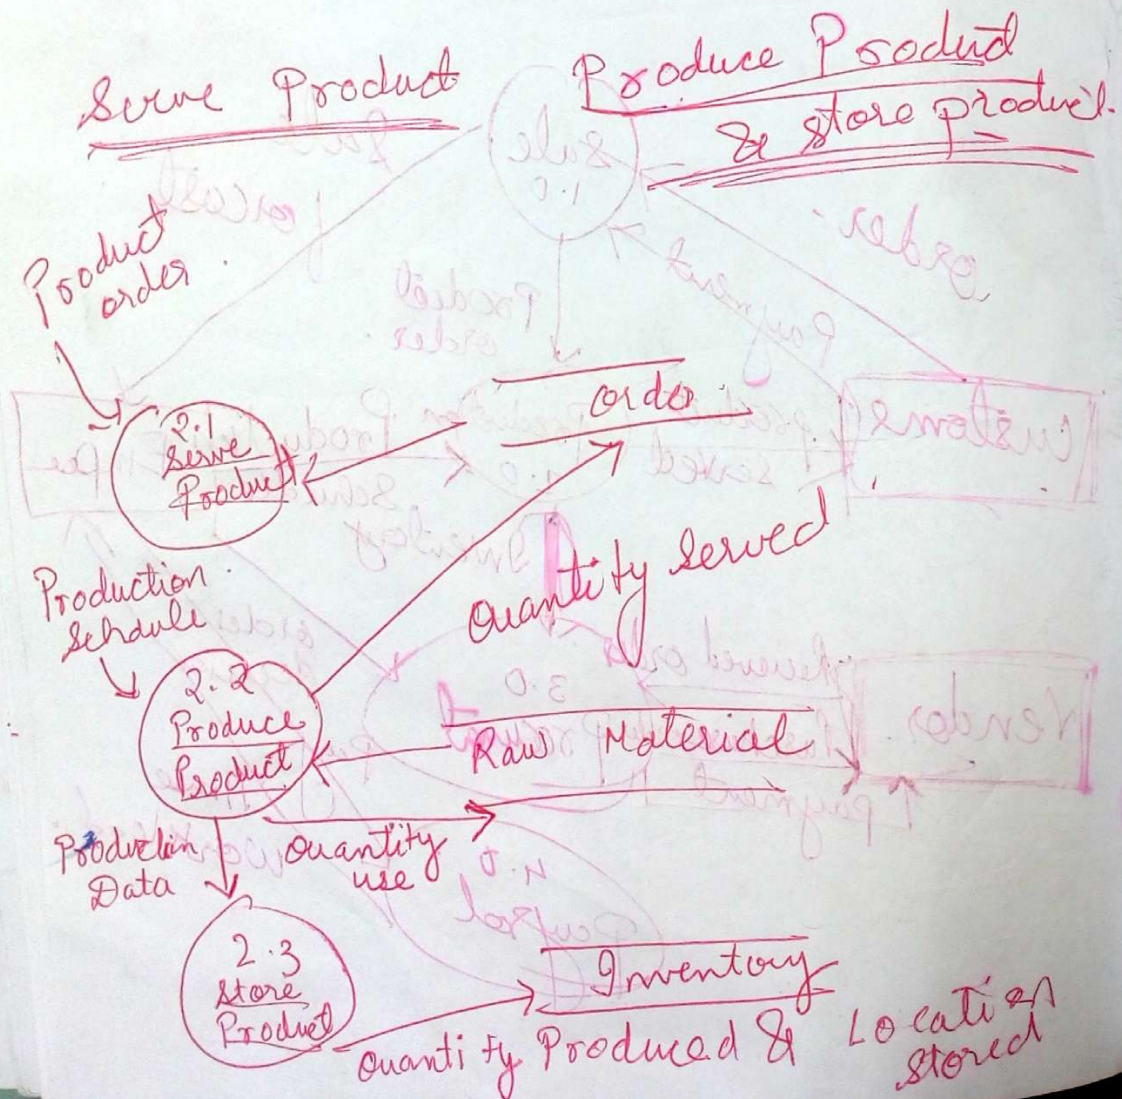 Serve Product
Produce Product
& store product.
Product
order
order
2.1
Serve
Product
Quantity served
Production
Schdule
2.2
Produce
Product
Raw Material
Production
Data
Quantity
use
2.3
Store
Product
Inventory
Quantity Produced & Location
stored